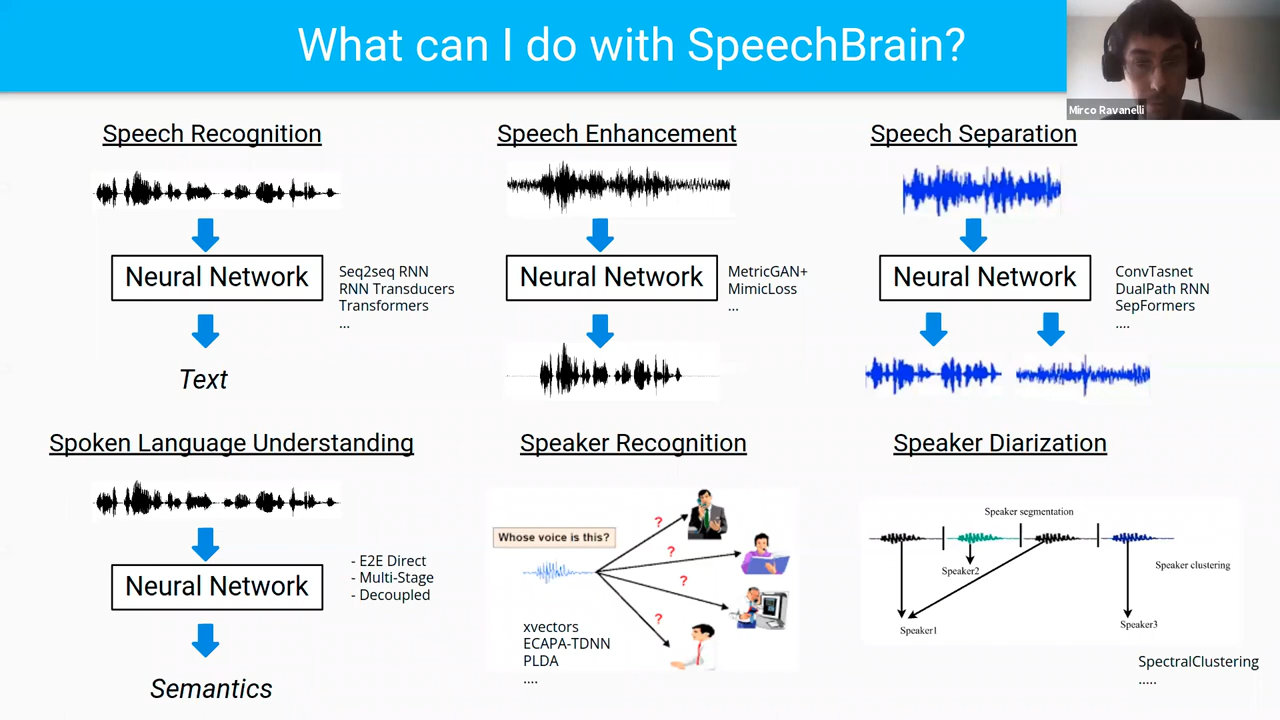 What can I do with SpeechBrain?
Mirco Ravanelli
Speech Recognition
Neural Network
Seq2seq RNN
RNN Transducers
Transformers
...
Text
Speech Enhancement
Neural Network
MetricGAN+
MimicLoss
...
Speech Separation
Neural Network
ConvTasnet
DualPath RNN
SepFormers
....
Spoken Language Understanding
Neural Network
- E2E Direct
- Multi-Stage
- Decoupled
Semantics
Speaker Recognition
Whose voice is this?
?
?
?
?
xvectors
ECAPA-TDNN
PLDA
....
Speaker Diarization
Speaker segmentation
Speaker2
Speaker clustering
Speaker1
Speaker3
SpectralClustering
.....